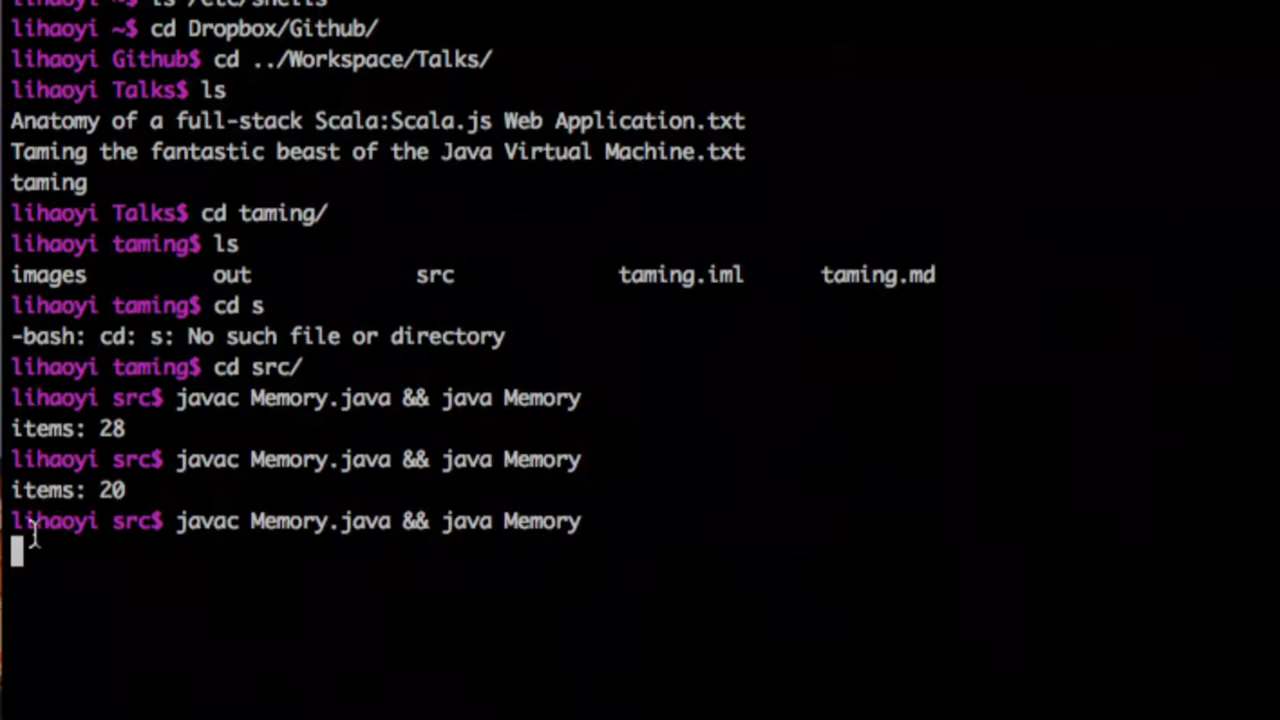 lihaoyi ~$ ls /etc/shells
lihaoyi ~$ cd Dropbox/Github/
lihaoyi Github$ cd ../Workspace/Talks/
lihaoyi Talks$ ls
Anatomy of a full-stack Scala:Scala.js Web Application.txt
Taming the fantastic beast of the Java Virtual Machine.txt
taming
lihaoyi Talks$ cd taming/
lihaoyi taming$ ls
images out src taming.iml taming.md
lihaoyi taming$ cd s
-bash: cd: s: No such file or directory
lihaoyi taming$ cd src/
lihaoyi src$ javac Memory.java && java Memory
items: 28
lihaoyi src$ javac Memory.java && java Memory
items: 20
lihaoyi src$ javac Memory.java && java Memory